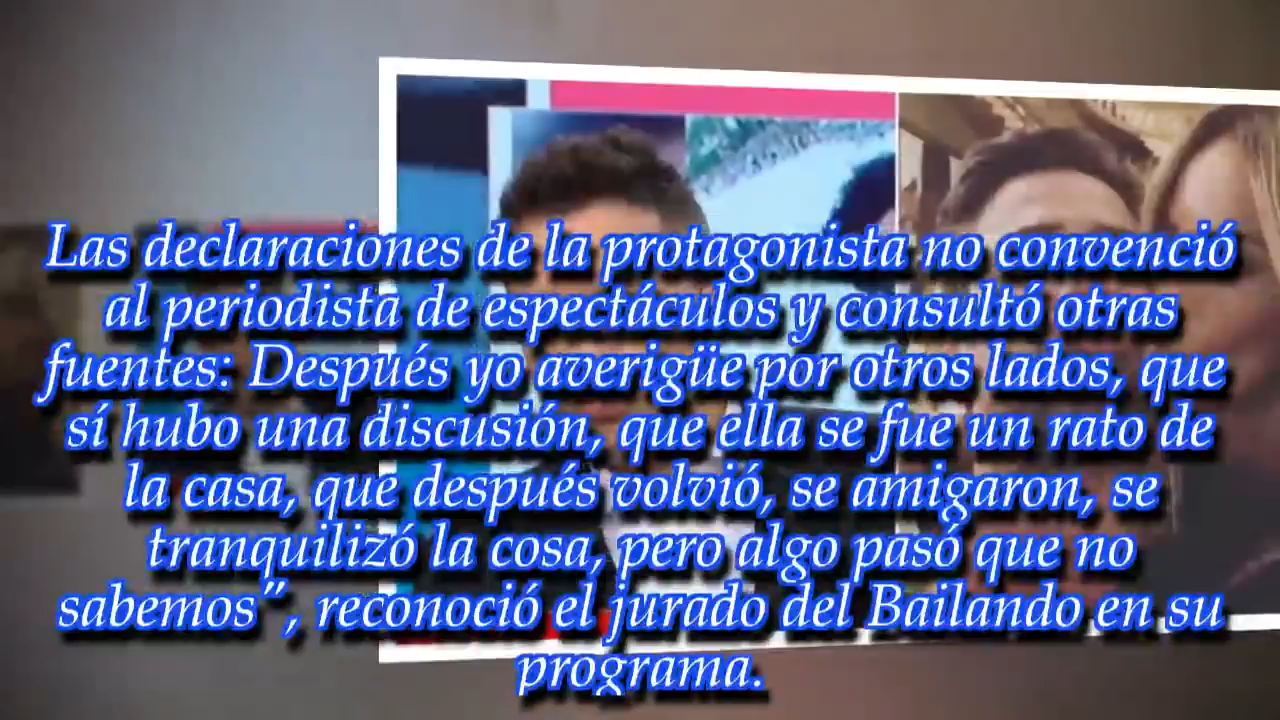 Las declaraciones de la protagonista no convenció
al periodista de espectáculos y consultó otras
fuentes: Después yo averigüe por otros lados, que
sí hubo una discusión, que ella se fue un rato de
la casa, que después volvió, se amigaron, se
tranquilizó la cosa, pero algo pasó que no
sabemos”, reconoció el jurado del Bailando en su
programa.